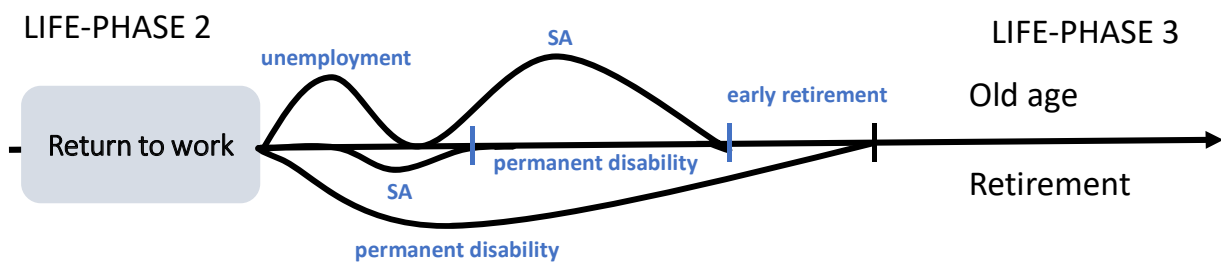 LIFE-PHASE 2
LIFE-PHASE 3
SA
unemployment
early retirement
Old age
Return to work
permanent disability
SA
Retirement
permanent disability